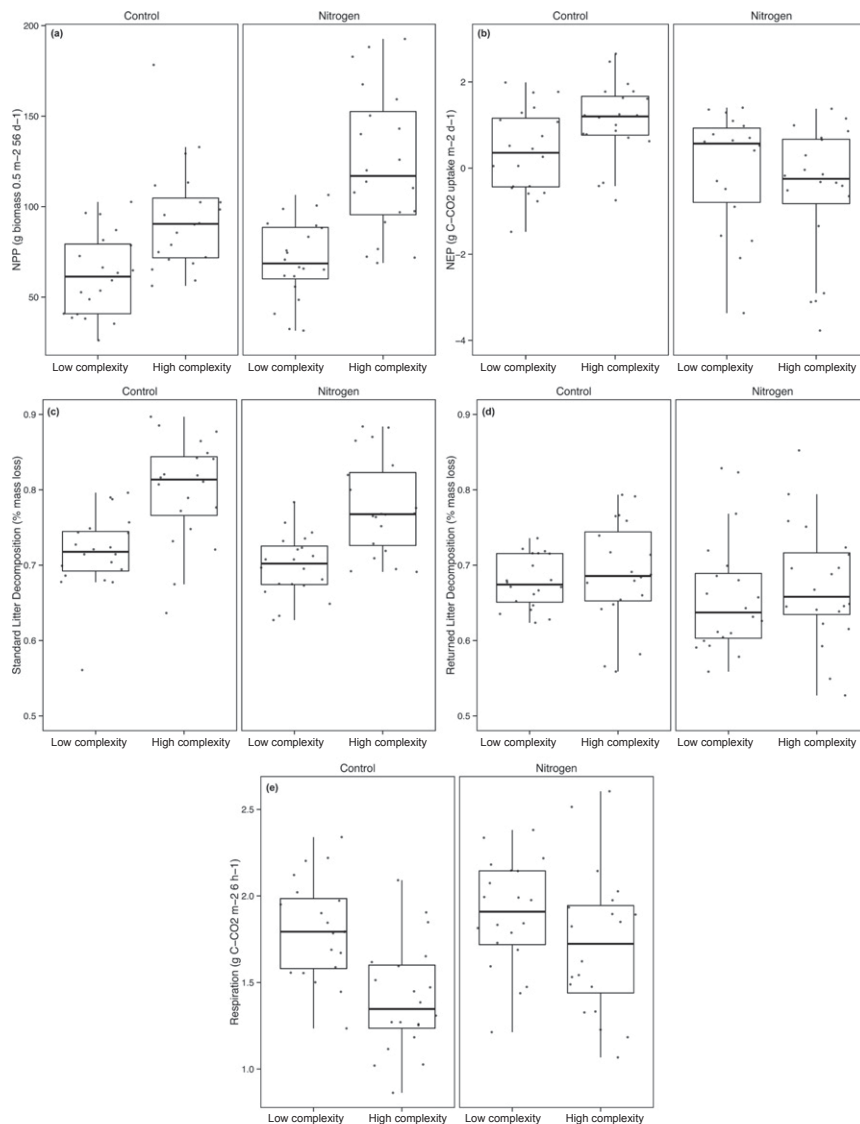 Control Nitrogen
(a)
NPP (g biomass 0.5 m-2 56 d-1)
200
150
100
50
Low complexity High complexity Low complexity High complexity
Control Nitrogen
(b)
NEP (g C-CO2 uptake m-2 d-1)
2
0
-2
-4
Low complexity High complexity Low complexity High complexity
Control Nitrogen
(c)
Standard Litter Decomposition (% mass loss)
0.9
0.8
0.7
0.6
0.5
Low complexity High complexity Low complexity High complexity
Control Nitrogen
(d)
Returned Litter Decomposition (% mass loss)
0.9
0.8
0.7
0.6
0.5
Low complexity High complexity Low complexity High complexity
Control Nitrogen
(e)
Respiration (g C-CO2 m-2 6 h-1)
2.5
2.0
1.5
1.0
Low complexity High complexity Low complexity High complexity